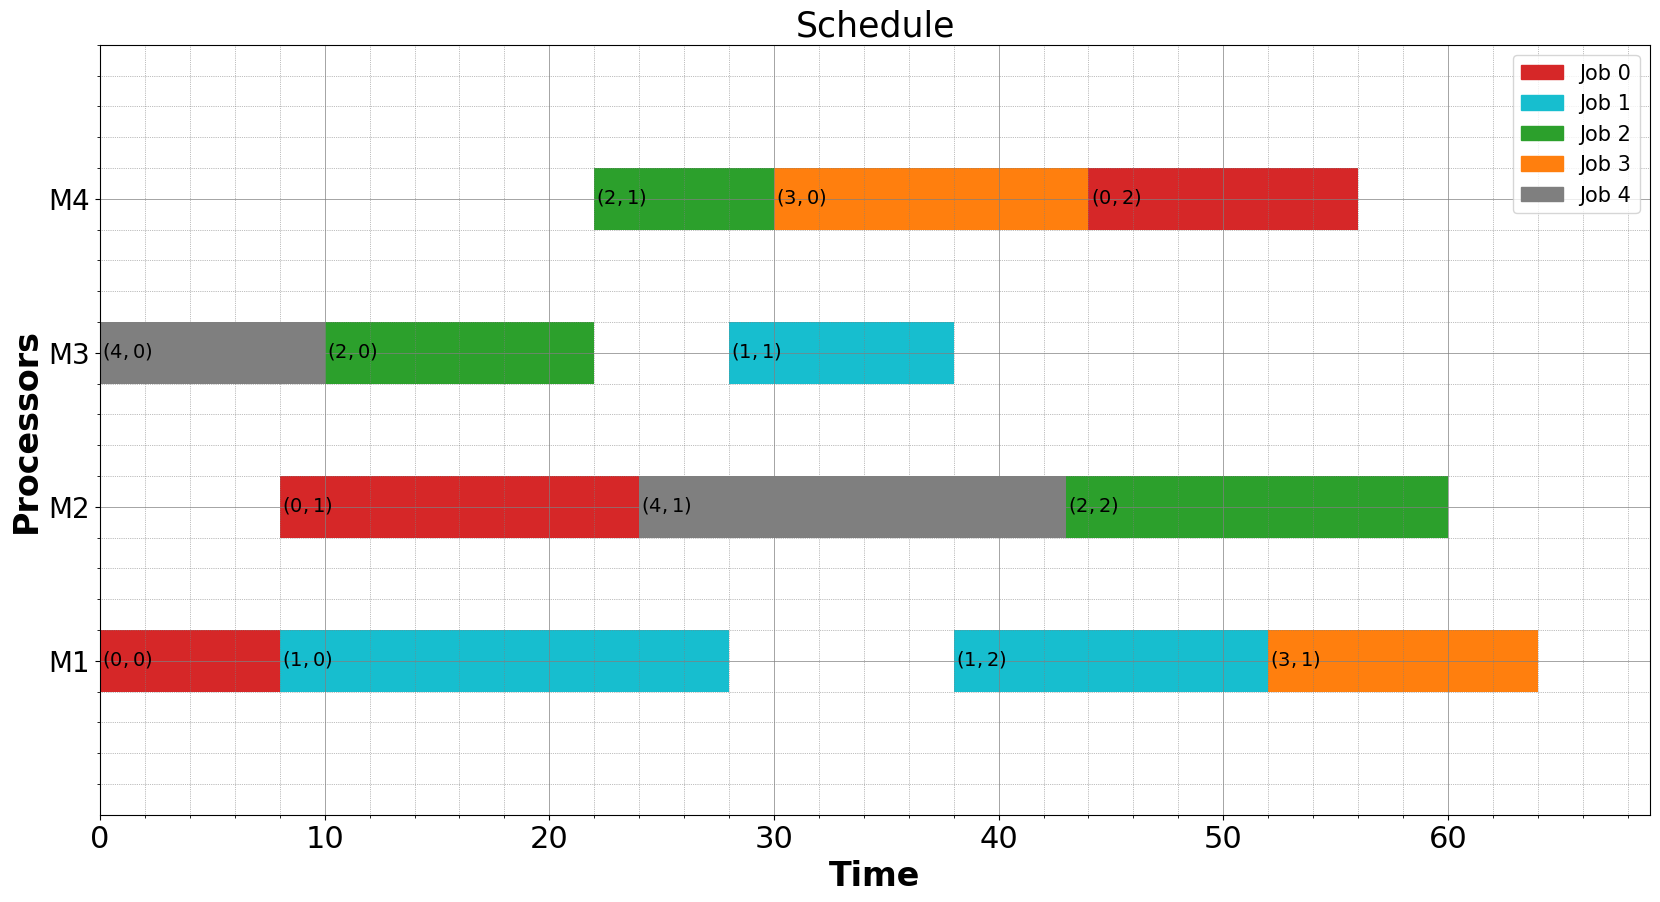 Schedule
Job 0
Job 1
Job 2
Job 3
Job 4
M4
(2, 1)
(3, 0)
(0, 2)
M3
(4, 0)
(2, 0)
(1, 1)
M2
(0, 1)
(4, 1)
(2, 2)
M1
(0, 0)
(1, 0)
(1, 2)
(3, 1)
Processors
0 10 20 30 40 50 60
Time